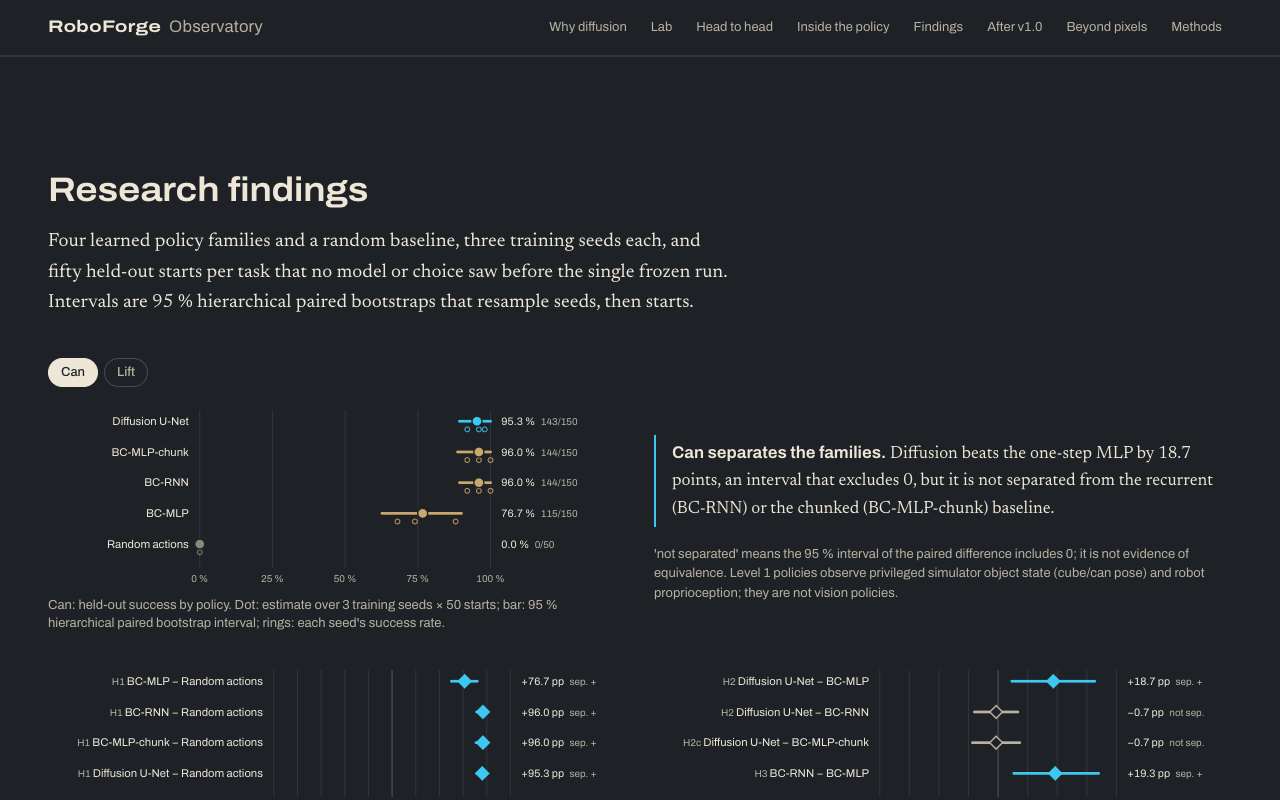 RoboForge Observatory
Why diffusion
Lab
Head to head
Inside the policy
Findings
After v1.0
Beyond pixels
Methods
Research findings
Four learned policy families and a random baseline, three training seeds each, and
fifty held-out starts per task that no model or choice saw before the single frozen run.
Intervals are 95 % hierarchical paired bootstraps that resample seeds, then starts.
Can
Lift
Diffusion U-Net 95.3 % 143/150
BC-MLP-chunk 96.0 % 144/150
BC-RNN 96.0 % 144/150
BC-MLP 76.7 % 115/150
Random actions 0.0 % 0/50
0 % 25 % 50 % 75 % 100 %
Can: held-out success by policy. Dot: estimate over 3 training seeds × 50 starts; bar: 95 %
hierarchical paired bootstrap interval; rings: each seed's success rate.
Can separates the families. Diffusion beats the one-step MLP by 18.7
points, an interval that excludes 0, but it is not separated from the recurrent
(BC-RNN) or the chunked (BC-MLP-chunk) baseline.
'not separated' means the 95 % interval of the paired difference includes 0; it is not evidence of
equivalence. Level 1 policies observe privileged simulator object state (cube/can pose) and robot
proprioception; they are not vision policies.
H1 BC-MLP – Random actions +76.7 pp sep. +
H1 BC-RNN – Random actions +96.0 pp sep. +
H1 BC-MLP-chunk – Random actions +96.0 pp sep. +
H1 Diffusion U-Net – Random actions +95.3 pp sep. +
H2 Diffusion U-Net – BC-MLP +18.7 pp sep. +
H2 Diffusion U-Net – BC-RNN −0.7 pp not sep.
H2c Diffusion U-Net – BC-MLP-chunk −0.7 pp not sep.
H3 BC-RNN – BC-MLP +19.3 pp sep. +